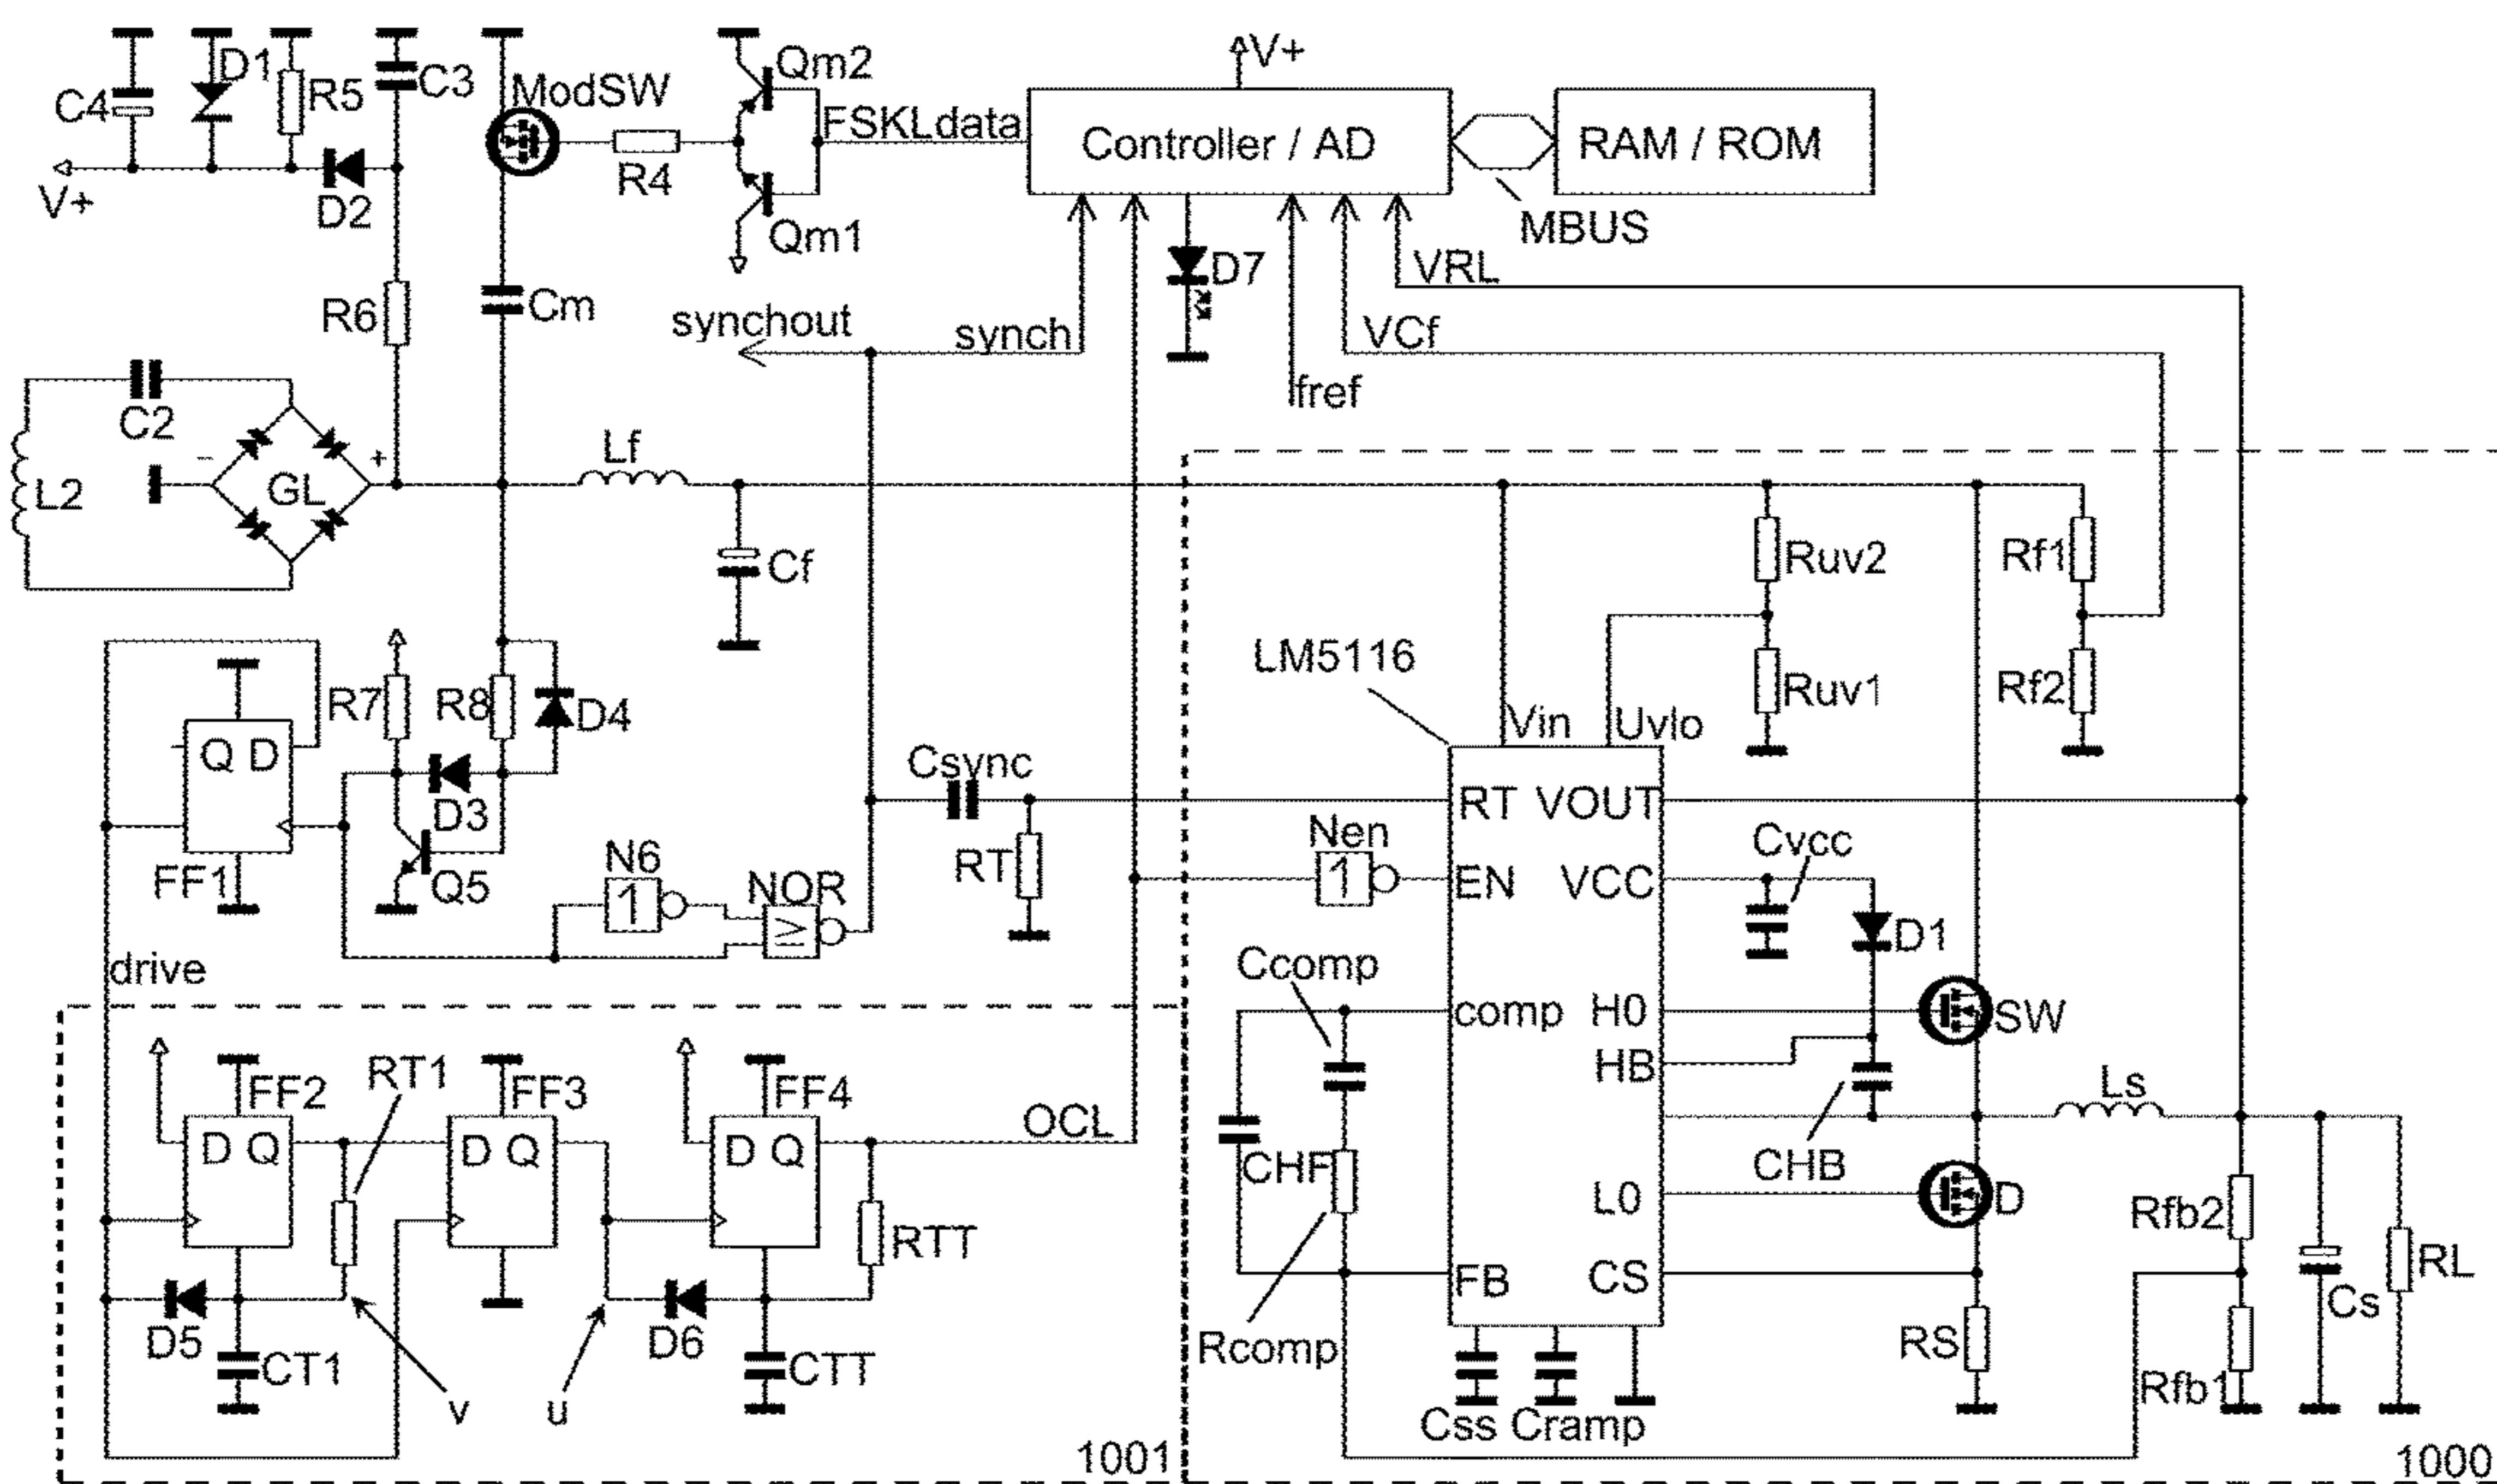 C4
D1
R5
C3
ModSW
Qm2
V+
FSKLdata
Controller / AD
RAM / ROM
V+
D2
R4
Qm1
MBUS
R6
Cm
synchout
synch
D7
VRL
VCf
fref
C2
L2
GL
−
+
Lf
Cf
Ruv2
Rf1
LM5116
Ruv1
Rf2
R7
R8
D4
Vin
Uvlo
Q D
D3
Csync
RT VOUT
FF1
Q5
N6
1
NOR
≥
RT
Nen
1
EN VCC
Cvcc
D1
drive
Ccomp
comp H0
SW
HB
FF2
RT1
FF3
FF4
OCL
Ls
D Q
D Q
D Q
CHF
CHB
L0
D
Rfb2
RTT
RL
FB CS
Cs
D5
D6
Rcomp
RS
CT1
CTT
Rfb1
v
u
Css Cramp
1001
1000